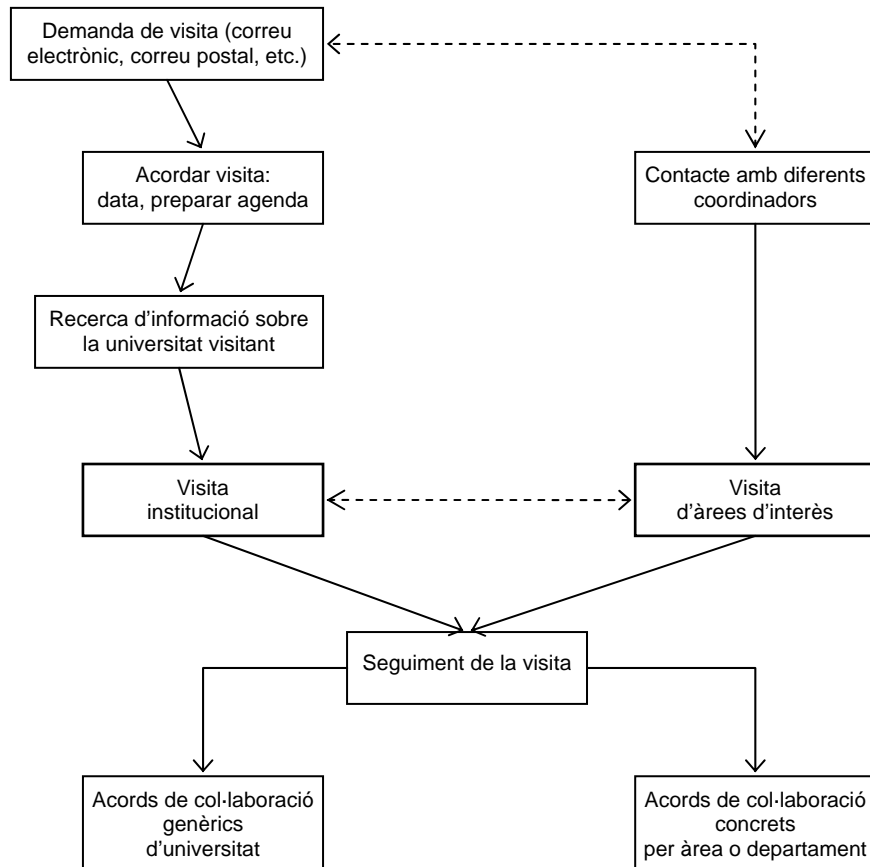 Demanda de visita (correu
electrònic, correu postal, etc.)
Acordar visita:
data, preparar agenda
Contacte amb diferents
coordinadors
Recerca d'informació sobre
la universitat visitant
Visita
institucional
Visita
d'àrees d'interès
Seguiment de la visita
Acords de col·laboració
genèrics
d'universitat
Acords de col·laboració
concrets
per àrea o departament